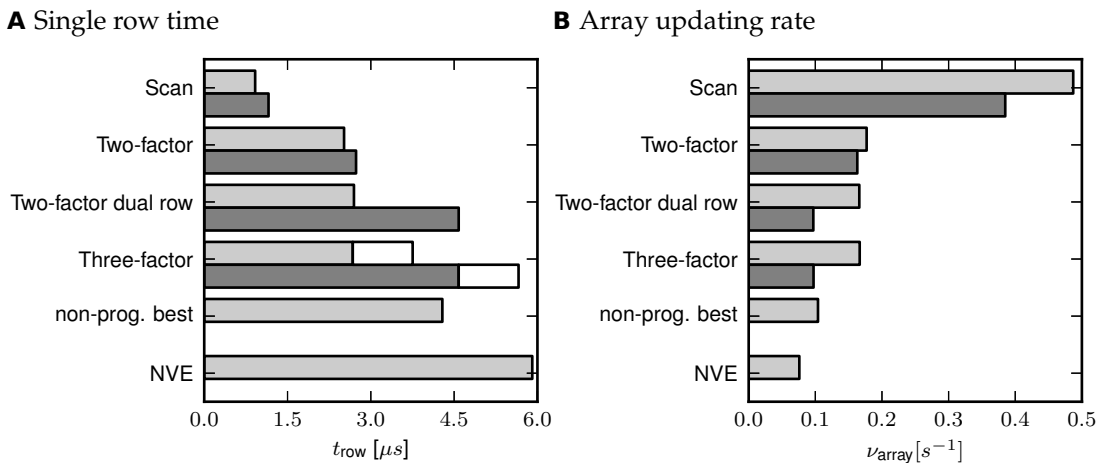 A Single row time
Scan
Two-factor
Two-factor dual row
Three-factor
non-prog. best
NVE
0.0 1.5 3.0 4.5 6.0
t_row [μs]
B Array updating rate
Scan
Two-factor
Two-factor dual row
Three-factor
non-prog. best
NVE
0.0 0.1 0.2 0.3 0.4 0.5
ν_array[s^{-1}]